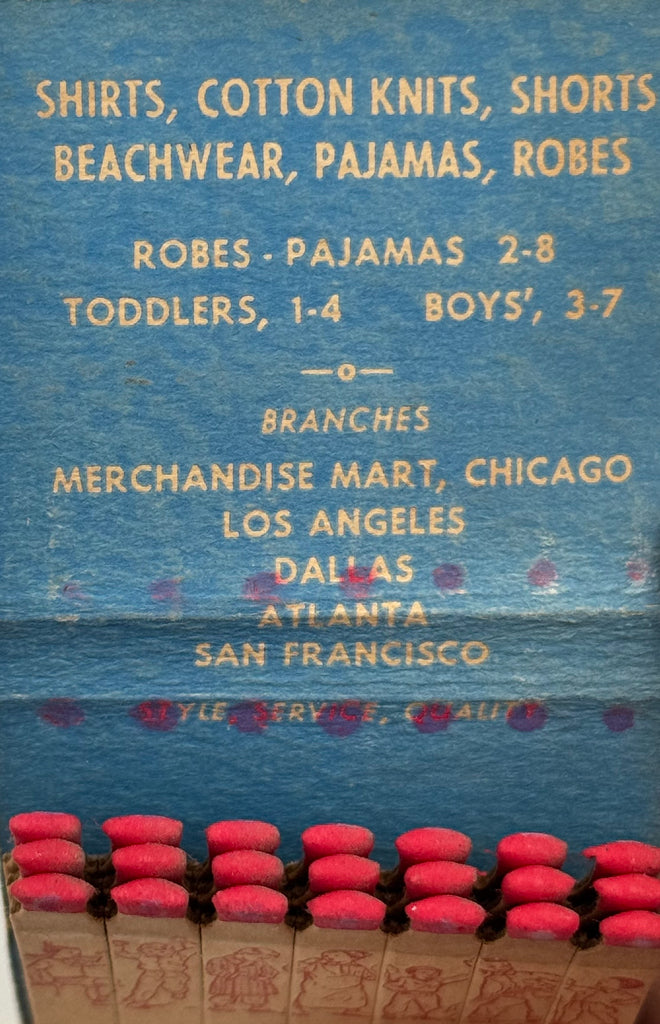 SHIRTS, COTTON KNITS, SHORTS
BEACHWEAR, PAJAMAS, ROBES
ROBES - PAJAMAS 2-8
TODDLERS, 1-4 BOYS', 3-7
BRANCHES
MERCHANDISE MART, CHICAGO
LOS ANGELES
DALLAS
ATLANTA
SAN FRANCISCO
STYLE, SERVICE, QUALITY